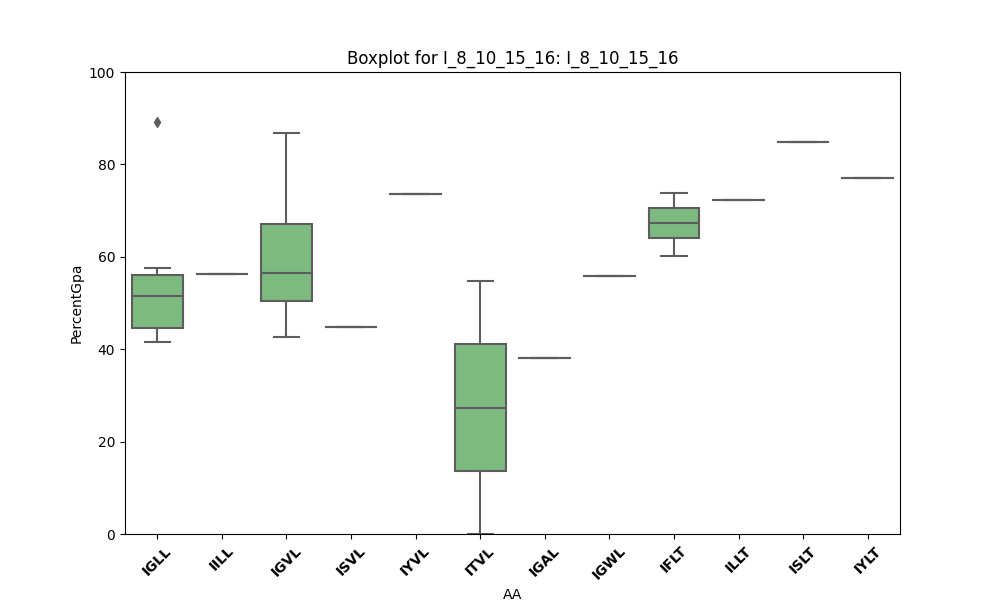 Boxplot for I_8_10_15_16: I_8_10_15_16
100
80
60
40
20
0
PercentGpa
IGLL
IILL
IGVL
ISVL
IYVL
ITVL
IGAL
IGWL
IFLT
ILLT
ISLT
IYLT
AA